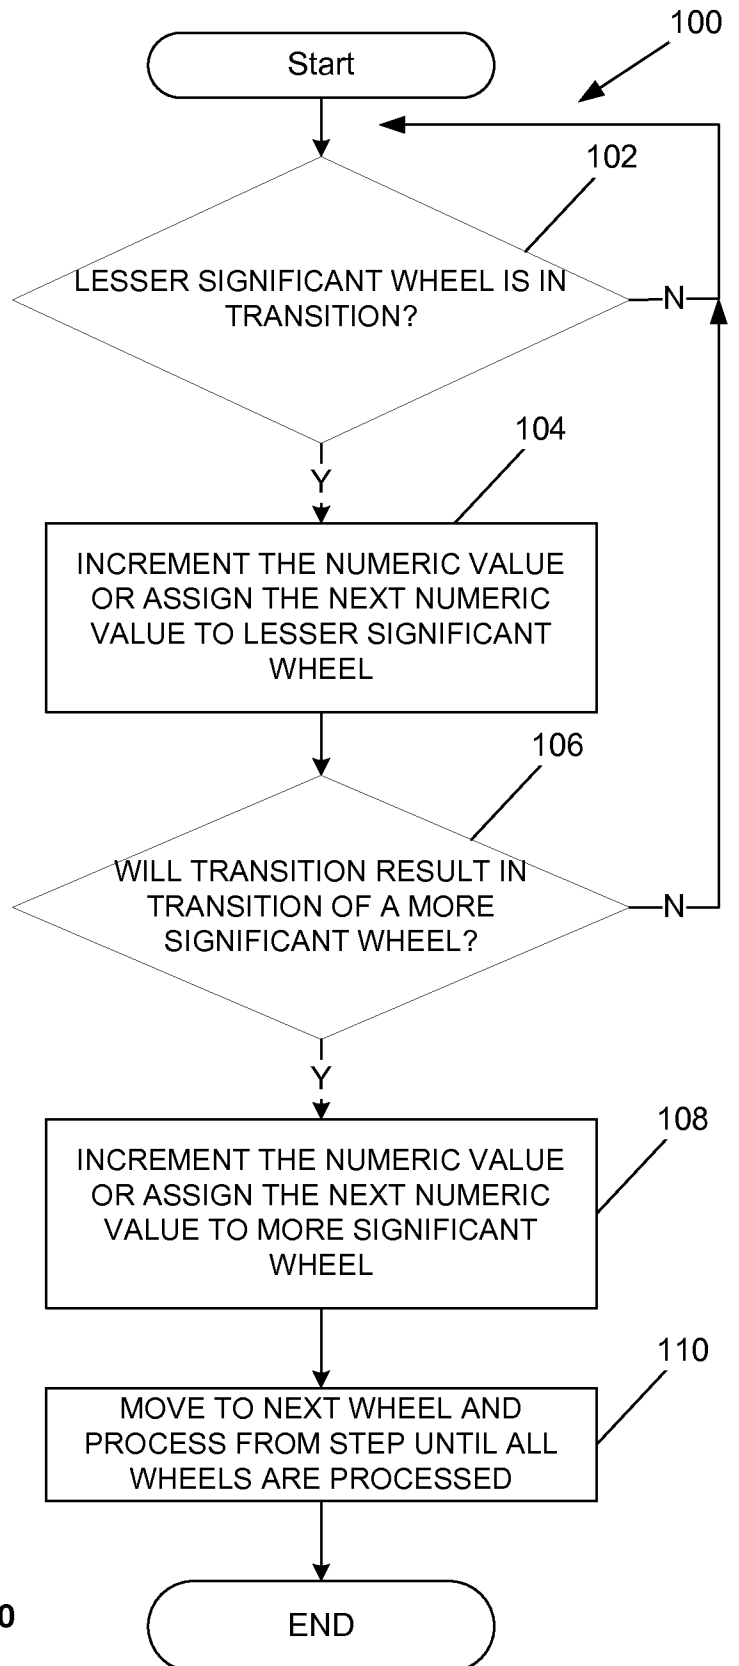 100
Start
102
LESSER SIGNIFICANT WHEEL IS IN
TRANSITION?
N
Y
104
INCREMENT THE NUMERIC VALUE
OR ASSIGN THE NEXT NUMERIC
VALUE TO LESSER SIGNIFICANT
WHEEL
106
WILL TRANSITION RESULT IN
TRANSITION OF A MORE
SIGNIFICANT WHEEL?
N
Y
108
INCREMENT THE NUMERIC VALUE
OR ASSIGN THE NEXT NUMERIC
VALUE TO MORE SIGNIFICANT
WHEEL
110
MOVE TO NEXT WHEEL AND
PROCESS FROM STEP UNTIL ALL
WHEELS ARE PROCESSED
END
0